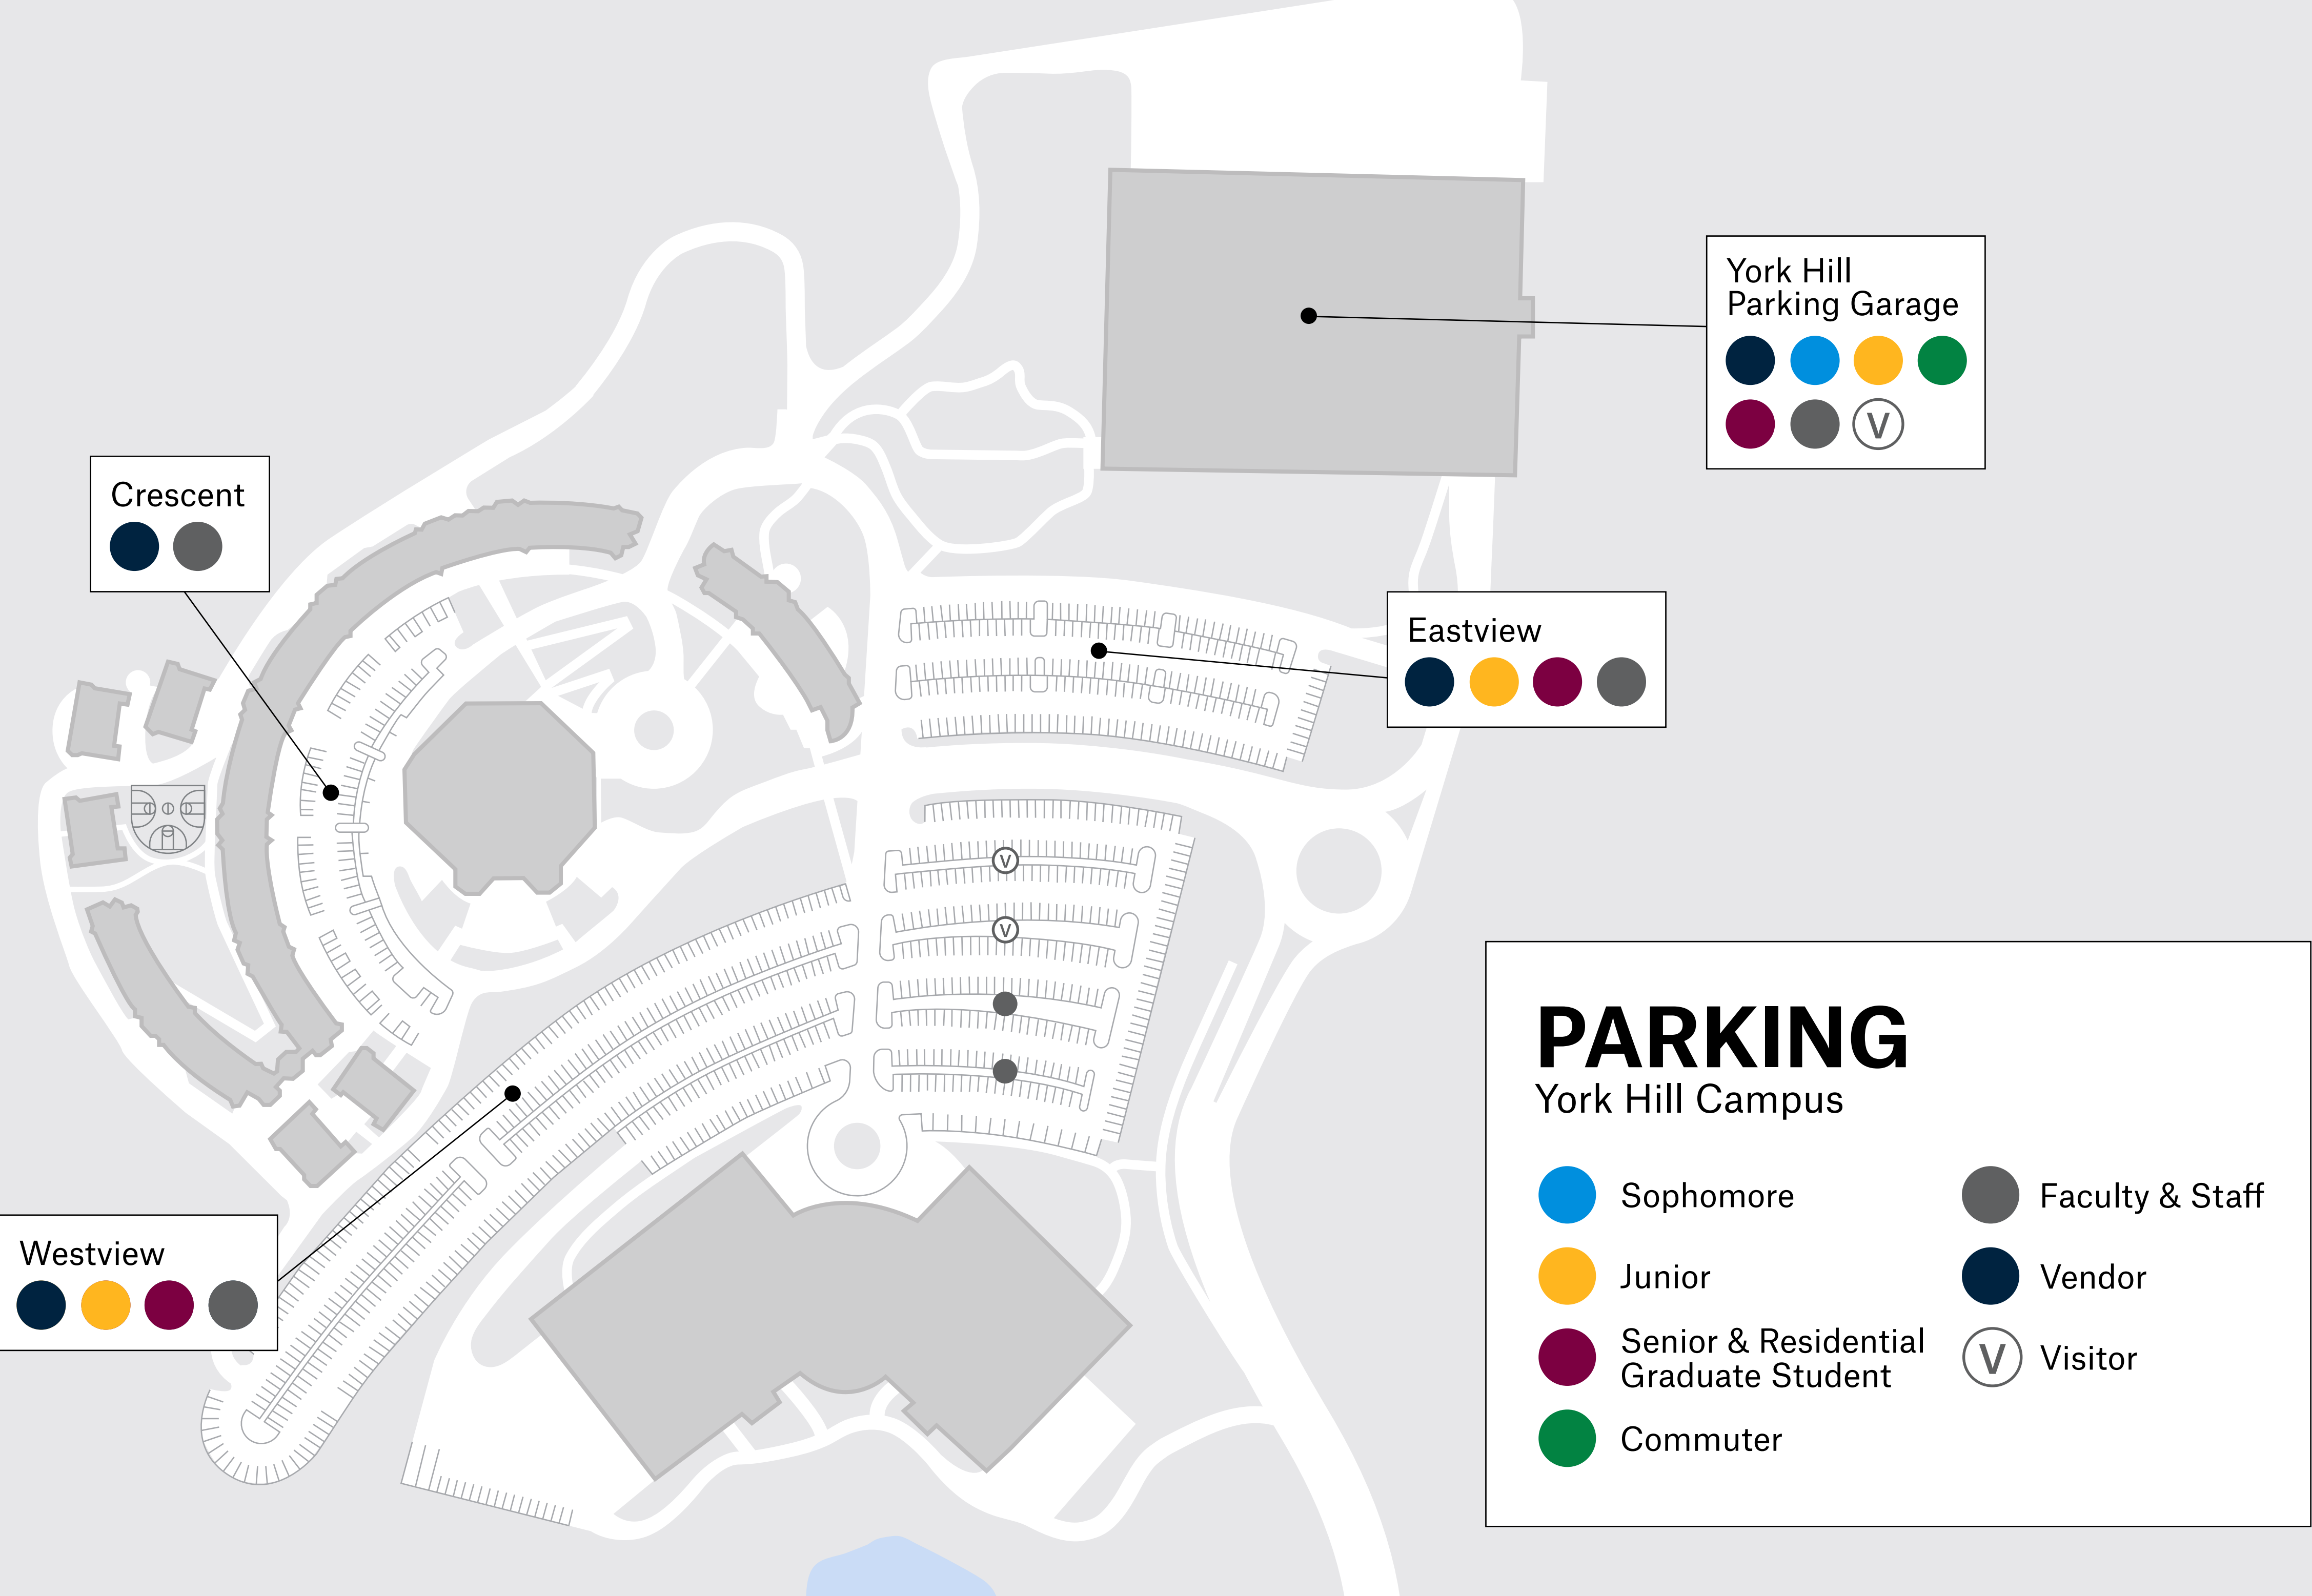 York Hill
Parking Garage
V
Crescent
Eastview
V
V
Westview
PARKING
York Hill Campus
Sophomore
Junior
Senior & Residential
Graduate Student
Commuter
Faculty & Staff
Vendor
V Visitor